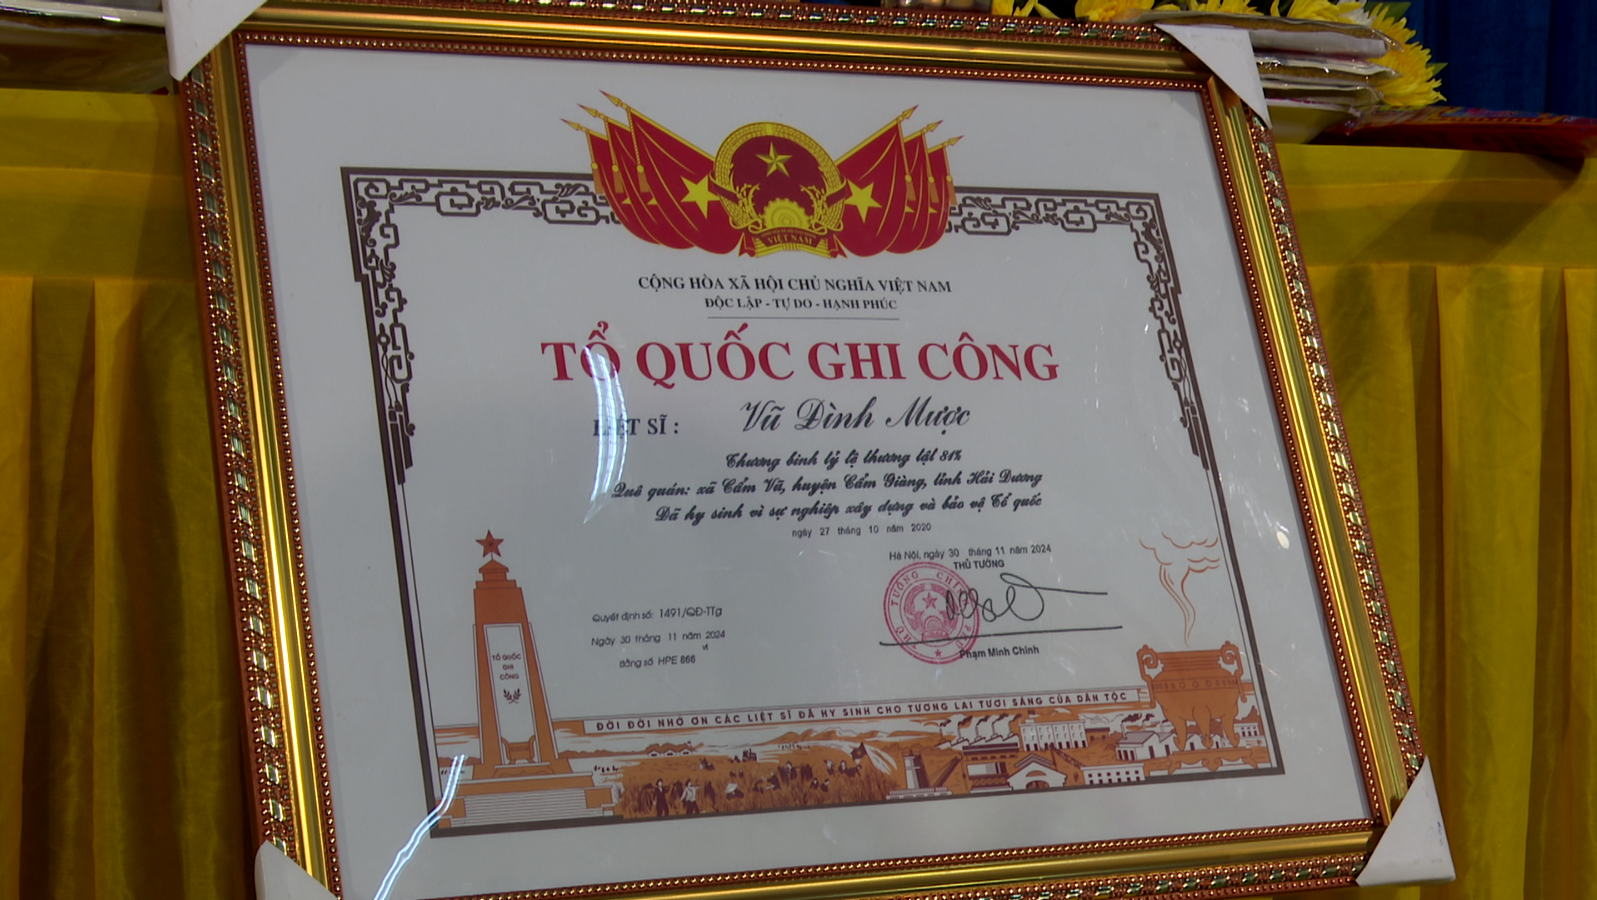 VIỆT NAM
CỘNG HÒA XÃ HỘI CHỦ NGHĨA VIỆT NAM
ĐỘC LẬP - TỰ DO - HẠNH PHÚC
TỔ QUỐC GHI CÔNG
LIỆT SĨ : Vũ Đình Mược
Thương binh tỷ lệ thương tật 81%
Quê quán: xã Cẩm Vũ, huyện Cẩm Giàng, tỉnh Hải Dương
Đã hy sinh vì sự nghiệp xây dựng và bảo vệ Tổ quốc
ngày 27 tháng 10 năm 2020
Hà Nội, ngày 30 tháng 11 năm 2024
THỦ TƯỚNG
Quyết định số: 1491/QĐ-TTg
Ngày 30 tháng 11 năm 2024
Bằng số HPE 666
Phạm Minh Chính
TỔ QUỐC
GHI
CÔNG
ĐỜI ĐỜI NHỚ ƠN CÁC LIỆT SĨ ĐÃ HY SINH CHO TƯƠNG LAI TƯƠI SÁNG CỦA DÂN TỘC